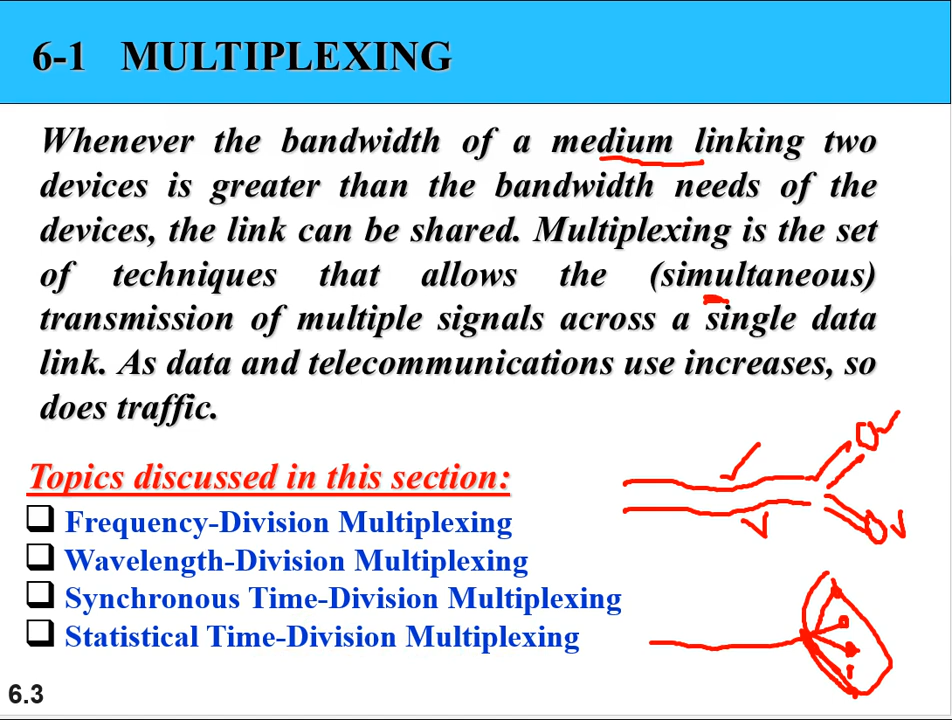 6-1 MULTIPLEXING
Whenever the bandwidth of a medium linking two
devices is greater than the bandwidth needs of the
devices, the link can be shared. Multiplexing is the set
of techniques that allows the (simultaneous)
transmission of multiple signals across a single data
link. As data and telecommunications use increases, so
does traffic.
Topics discussed in this section:
❑ Frequency-Division Multiplexing
❑ Wavelength-Division Multiplexing
❑ Synchronous Time-Division Multiplexing
❑ Statistical Time-Division Multiplexing
6.3